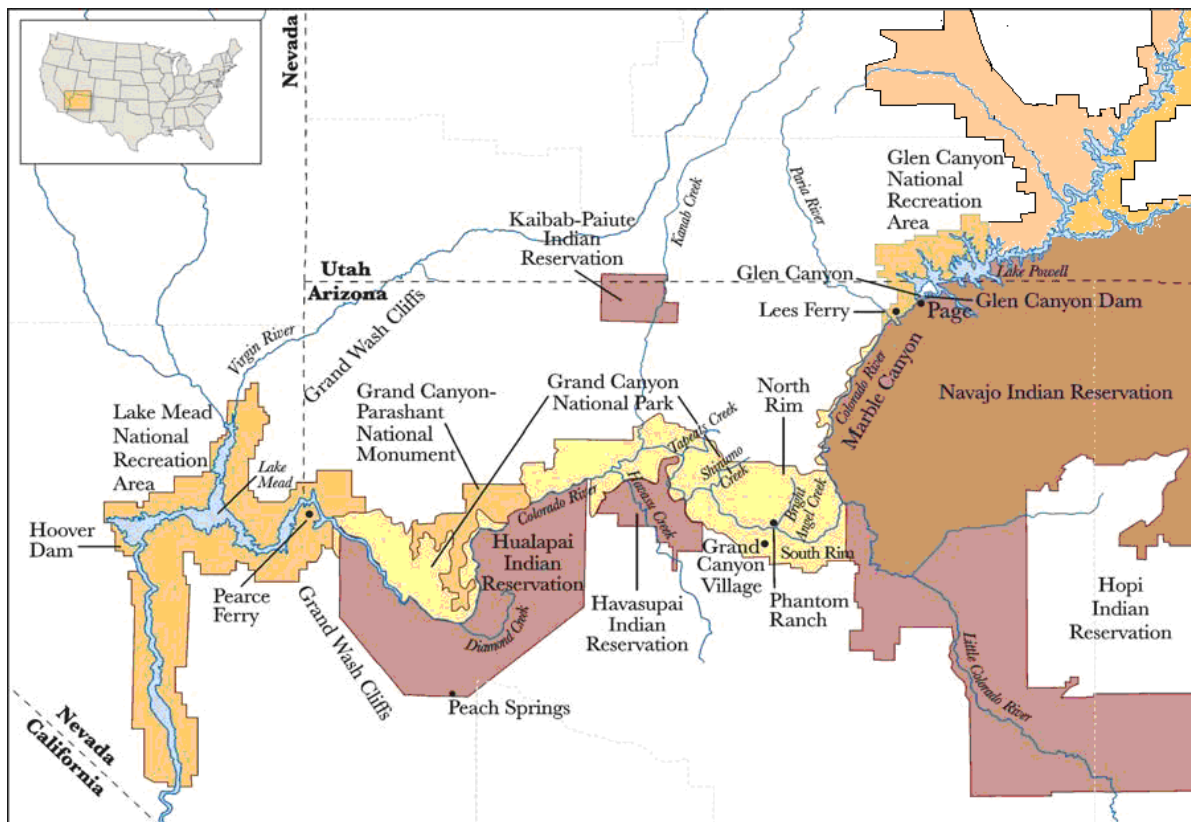 Nevada
Utah
Arizona
Kaibab-Paiute
Indian
Reservation
Kanab Creek
Paria River
Glen Canyon
National
Recreation
Area
Glen Canyon
Lake Powell
Glen Canyon Dam
Lees Ferry
Page
Virgin River
Grand Wash Cliffs
Grand Canyon-
Parashant
National
Monument
Grand Canyon
National Park
North
Rim
Colorado River
Marble Canyon
Navajo Indian Reservation
Lake Mead
National
Recreation
Area
Lake
Mead
Tapeats Creek
Shinumo
Creek
Bright
Angel Creek
Hoover
Dam
Colorado River
Havasu Creek
Hualapai
Indian
Reservation
Grand
Canyon
Village
South Rim
Pearce
Ferry
Grand Wash Cliffs
Diamond Creek
Havasupai
Indian
Reservation
Phantom
Ranch
Hopi
Indian
Reservation
Little Colorado River
Peach Springs
Nevada
California